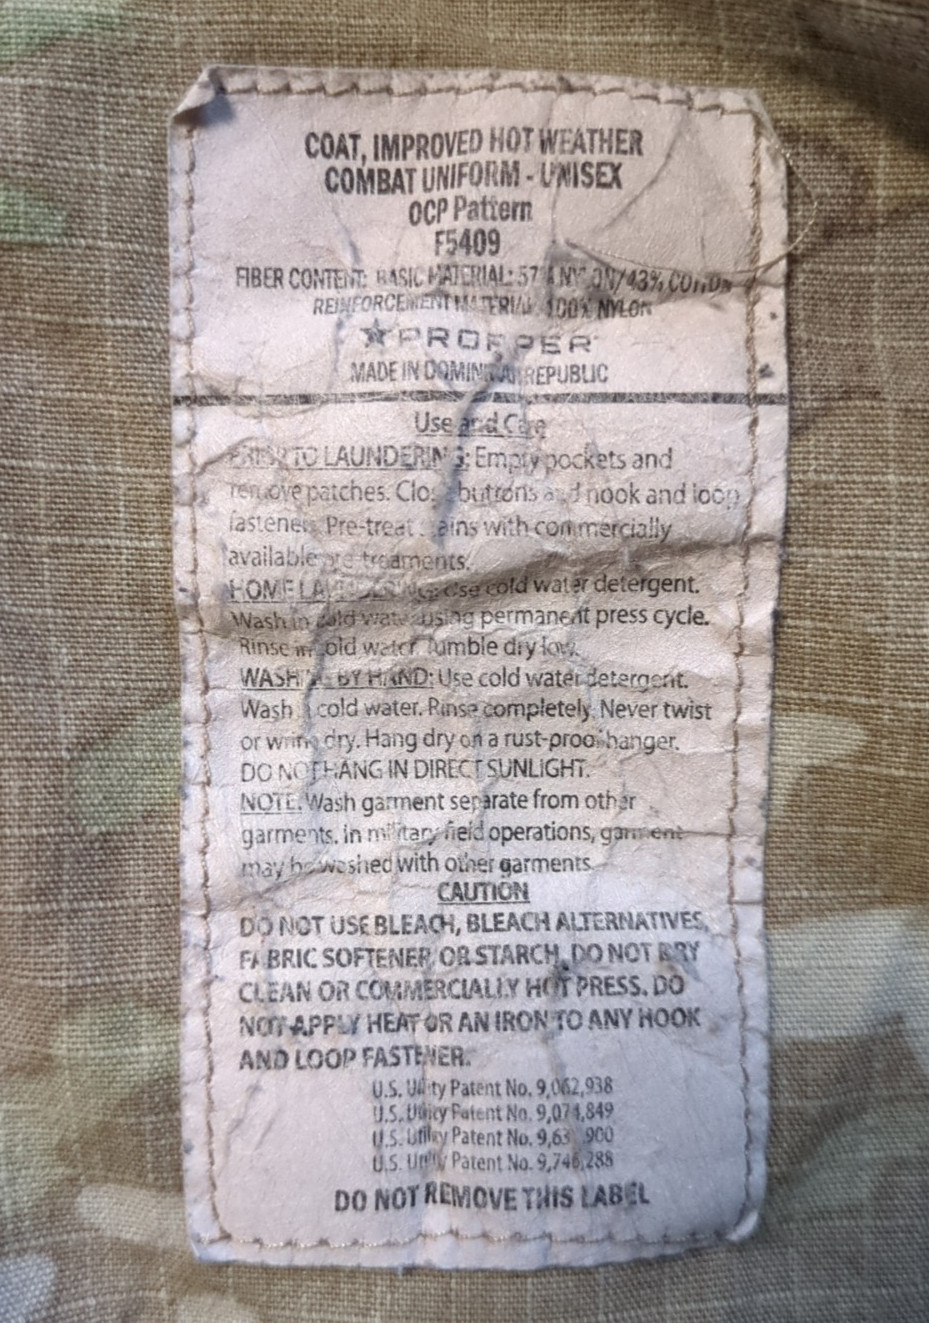 COAT, IMPROVED HOT WEATHER
COMBAT UNIFORM - UNISEX
OCP Pattern
F5409
FIBER CONTENT: BASIC MATERIAL: 57% NYLON/43% COTTON
REINFORCEMENT MATERIAL 100% NYLON
PROPPER
MADE IN DOMINICAN REPUBLIC
Use and Care
PRIOR TO LAUNDERING: Empty pockets and
remove patches. Close buttons and hook and loop
fasteners. Pre-treat stains with commercially
available pre-treaments.
HOME LAUNDERING: Use cold water detergent.
Wash in cold water using permanent press cycle.
Rinse in cold water. Tumble dry low.
WASHING BY HAND: Use cold water detergent.
Wash in cold water. Rinse completely. Never twist
or wring dry. Hang dry on a rust-proof hanger.
DO NOT HANG IN DIRECT SUNLIGHT.
NOTE: Wash garment separate from other
garments. In military field operations, garment
may be washed with other garments.
CAUTION
DO NOT USE BLEACH, BLEACH ALTERNATIVES,
FABRIC SOFTENER OR STARCH. DO NOT DRY
CLEAN OR COMMERCIALLY HOT PRESS. DO
NOT APPLY HEAT OR AN IRON TO ANY HOOK
AND LOOP FASTENER.
U.S. Utility Patent No. 9,062,938
U.S. Utility Patent No. 9,074,849
U.S. Utility Patent No.
U.S. Utility Patent No. 9,746,288
DO NOT REMOVE THIS LABEL